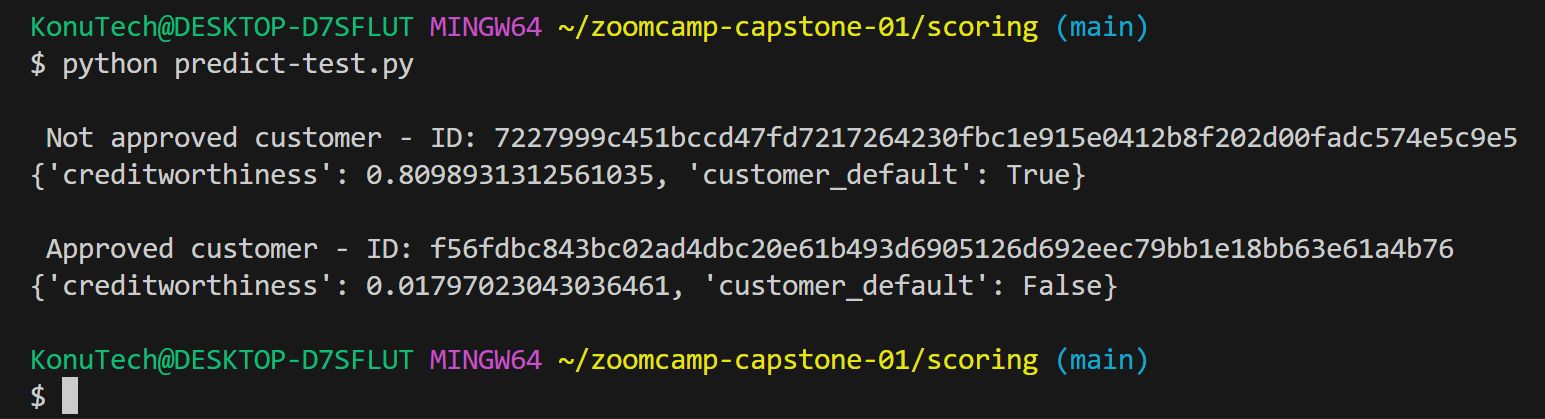 KonuTech@DESKTOP-D7SFLUT MINGW64 ~/zoomcamp-capstone-01/scoring (main)
$ python predict-test.py
Not approved customer - ID: 7227999c451bccd47fd7217264230fbc1e915e0412b8f202d00fadc574e5c9e5
{'creditworthiness': 0.8098931312561035, 'customer_default': True}
Approved customer - ID: f56fdbc843bc02ad4dbc20e61b493d6905126d692eec79bb1e18bb63e61a4b76
{'creditworthiness': 0.01797023043036461, 'customer_default': False}
KonuTech@DESKTOP-D7SFLUT MINGW64 ~/zoomcamp-capstone-01/scoring (main)
$